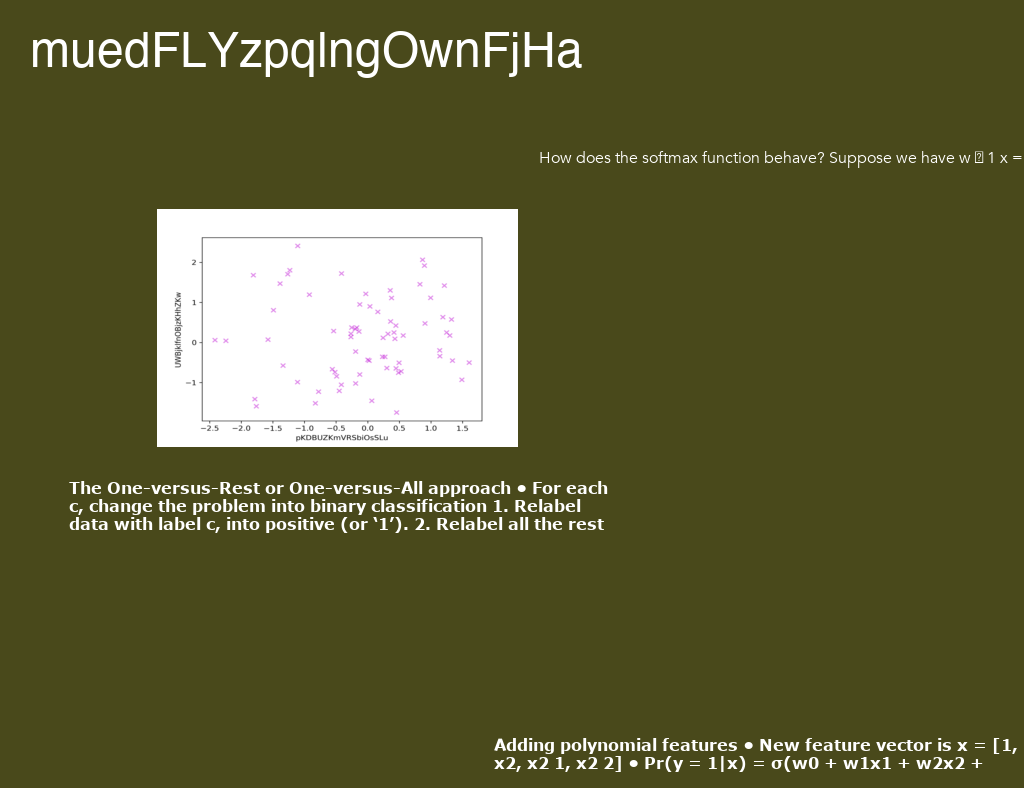 muedFLYzpqlngOwnFjHa
How does the softmax function behave? Suppose we have w 1 x =
2
1
0
−1
−2.5 −2.0 −1.5 −1.0 −0.5 0.0 0.5 1.0 1.5
pKDBUZKmVRSbiOsSLu
The One-versus-Rest or One-versus-All approach • For each
c, change the problem into binary classification 1. Relabel
data with label c, into positive (or ‘1’). 2. Relabel all the rest
Adding polynomial features • New feature vector is x = [1,
x2, x2 1, x2 2] • Pr(y = 1|x) = σ(w0 + w1x1 + w2x2 +